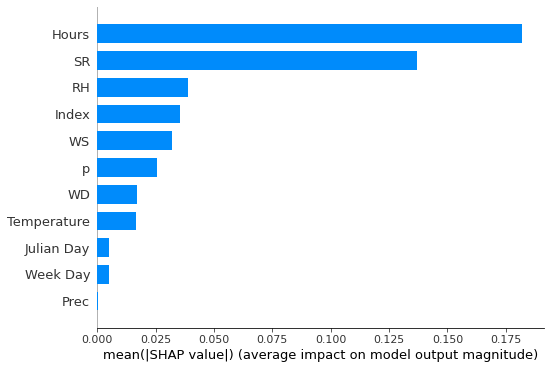 Hours
SR
RH
Index
WS
p
WD
Temperature
Julian Day
Week Day
Prec
0.000 0.025 0.050 0.075 0.100 0.125 0.150 0.175
mean(|SHAP value|) (average impact on model output magnitude)